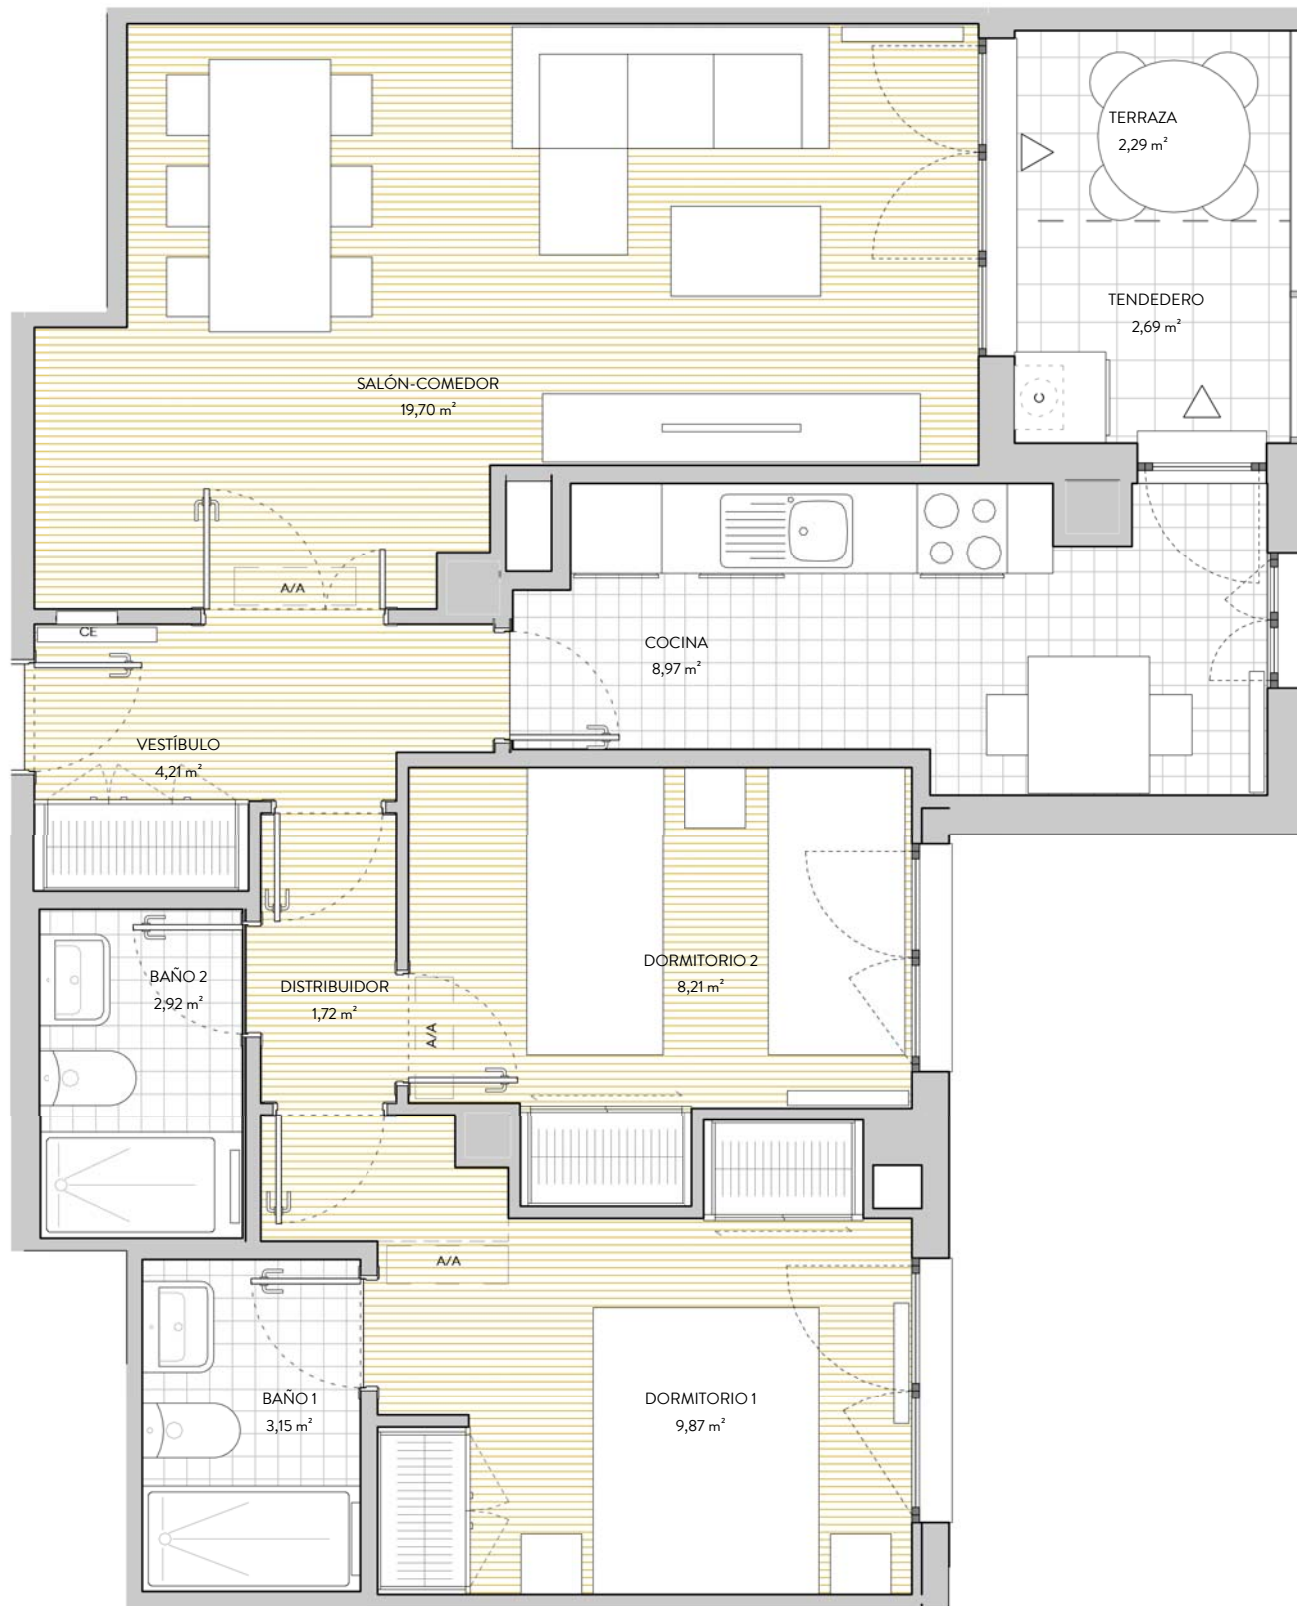 TERRAZA
2,29 m²
TENDEDERO
2,69 m²
SALÓN-COMEDOR
19,70 m²
C
A/A
CE
COCINA
8,97 m²
VESTÍBULO
4,21 m²
BAÑO 2
2,92 m²
DISTRIBUIDOR
1,72 m²
A/A
DORMITORIO 2
8,21 m²
A/A
BAÑO 1
3,15 m²
DORMITORIO 1
9,87 m²